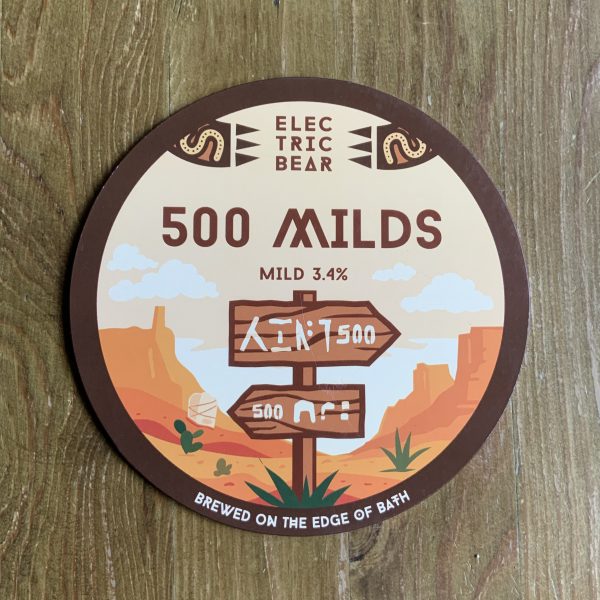 ELEC
TRIC
BEAR
500 MILDS
MILD 3.4%
500
500
BREWED ON THE EDGE OF BATH